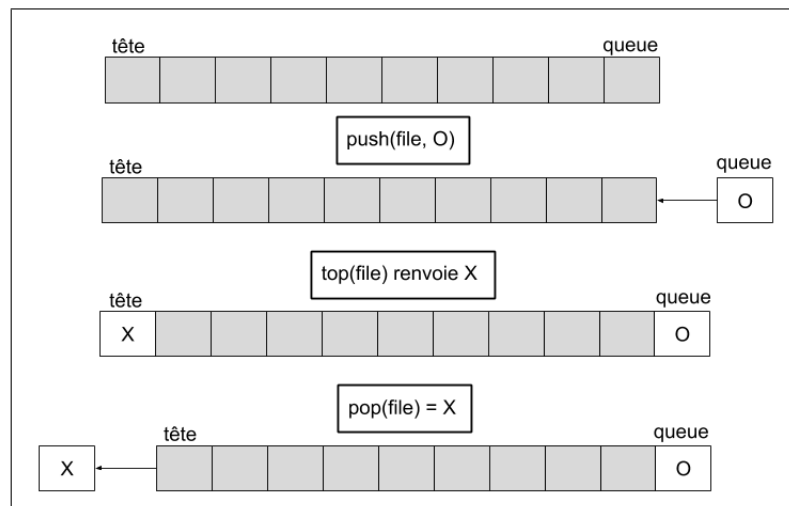 tête queue
push(file, O)
tête queue
O
top(file) renvoie X
tête queue
X O
pop(file) = X
tête queue
X O